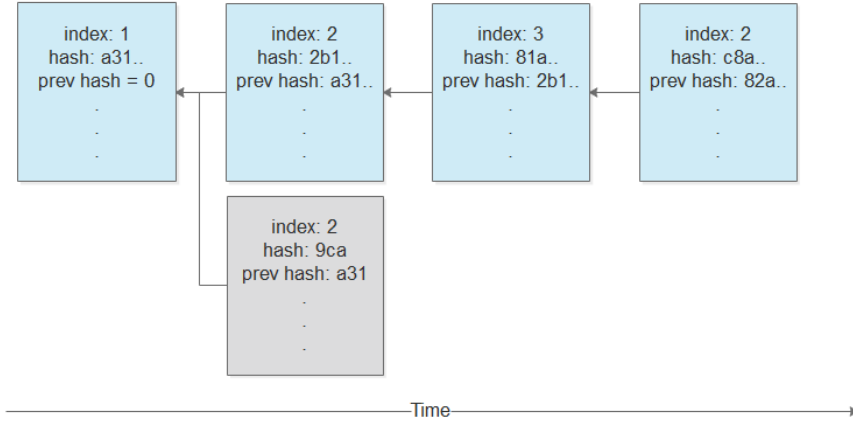 index: 1
hash: a31..
prev hash = 0
.
.
.
index: 2
hash: 2b1..
prev hash: a31..
.
.
.
index: 3
hash: 81a..
prev hash: 2b1..
.
.
.
index: 2
hash: c8a..
prev hash: 82a..
.
.
.
index: 2
hash: 9ca
prev hash: a31
.
.
.
Time